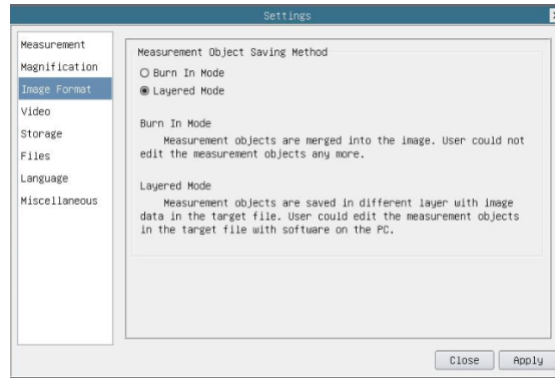 Settings
Measurement
Magnification
Image Format
Video
Storage
Files
Language
Miscellaneous
Measurement Object Saving Method
Burn In Mode
Layered Mode
Burn In Mode
Measurement objects are merged into the image. User could not
edit the measurement objects any more.
Layered Mode
Measurement objects are saved in different layer with image
data in the target file. User could edit the measurement objects
in the target file with software on the PC.
Close
Apply